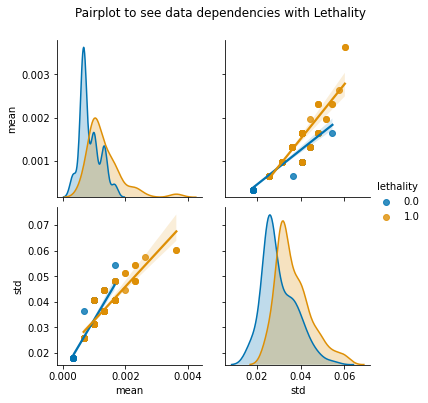 Pairplot to see data dependencies with Lethality
0.003
0.002
0.001
mean
lethality
0.0
1.0
0.07
0.06
0.05
0.04
0.03
0.02
std
0.000 0.002 0.004
mean
0.02 0.04 0.06
std